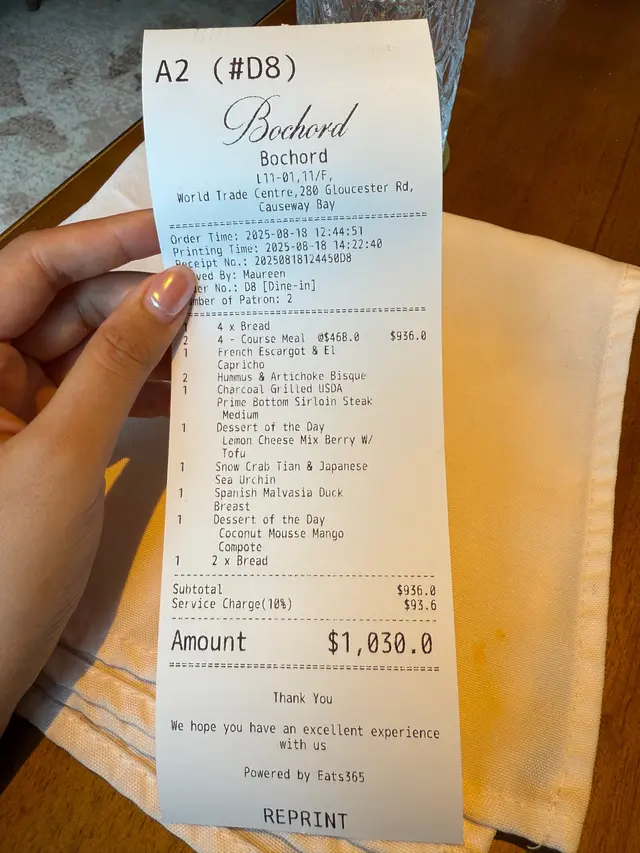 A2 (#D8)
Bochord
Bochord
L11-01,11/F,
World Trade Centre,280 Gloucester Rd,
Causeway Bay
Order Time: 2025-08-18 12:44:51
Printing Time: 2025-08-18 14:22:40
Receipt No.: 20250818124450D8
ved By: Maureen
er No.: D8 [Dine-in]
mber of Patron: 2
1 4 x Bread
2 4 - Course Meal @$468.0 $936.0
1 French Escargot & El
Capricho
2 Hummus & Artichoke Bisque
1 Charcoal Grilled USDA
Prime Bottom Sirloin Steak
Medium
1 Dessert of the Day
Lemon Cheese Mix Berry W/
Tofu
1 Snow Crab Tian & Japanese
Sea Urchin
1 Spanish Malvasia Duck
Breast
1 Dessert of the Day
Coconut Mousse Mango
Compote
1 2 x Bread
Subtotal $936.0
Service Charge(10%) $93.6
Amount $1,030.0
Thank You
We hope you have an excellent experience
with us
Powered by Eats365
REPRINT